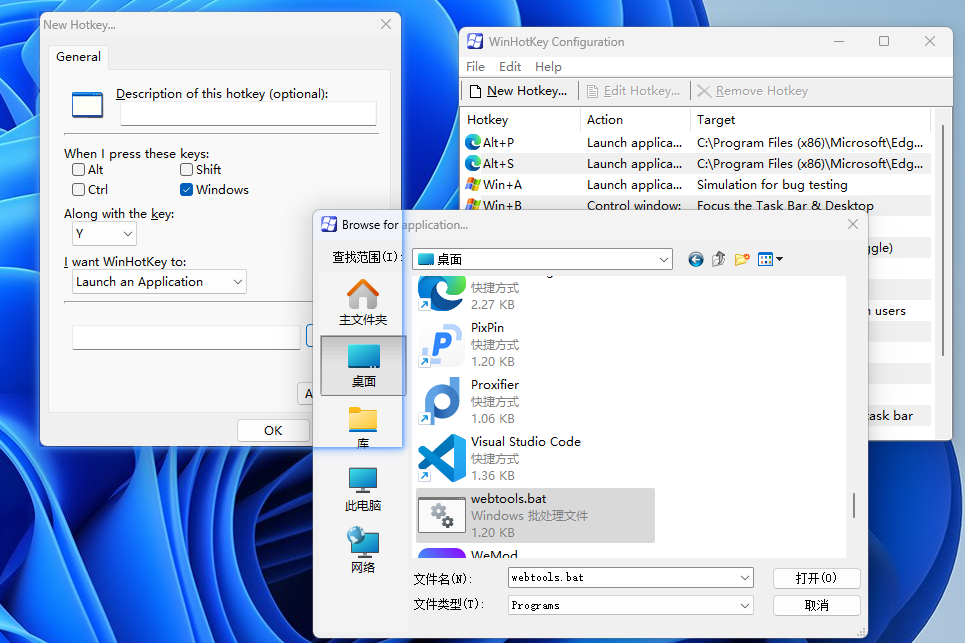 New Hotkey...
General
Description of this hotkey (optional):
When I press these keys:
Alt
Shift
Ctrl
Windows
Along with the key:
Y
I want WinHotKey to:
Launch an Application
A
OK
WinHotKey Configuration
File Edit Help
New Hotkey... Edit Hotkey... Remove Hotkey
Hotkey Action Target
Alt+P Launch applica... C:\Program Files (x86)\Microsoft\Edg...
Alt+S Launch applica... C:\Program Files (x86)\Microsoft\Edg...
Win+A Launch applica... Simulation for bug testing
Win+B Control window: Focus the Task Bar & Desktop
ggle)
users
task bar
Browse for application...
查找范围(I):
桌面
主文件夹
桌面
库
此电脑
网络
快捷方式
2.27 KB
PixPin
快捷方式
1.20 KB
Proxifier
快捷方式
1.06 KB
Visual Studio Code
快捷方式
1.36 KB
webtools.bat
Windows 批处理文件
1.20 KB
WeMod
文件名(N):
webtools.bat
打开(O)
文件类型(T):
Programs
取消